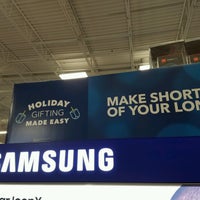 HOLIDAY
GIFTING
MADE EASY
MAKE SHORT
OF YOUR LON
SAMSUNG